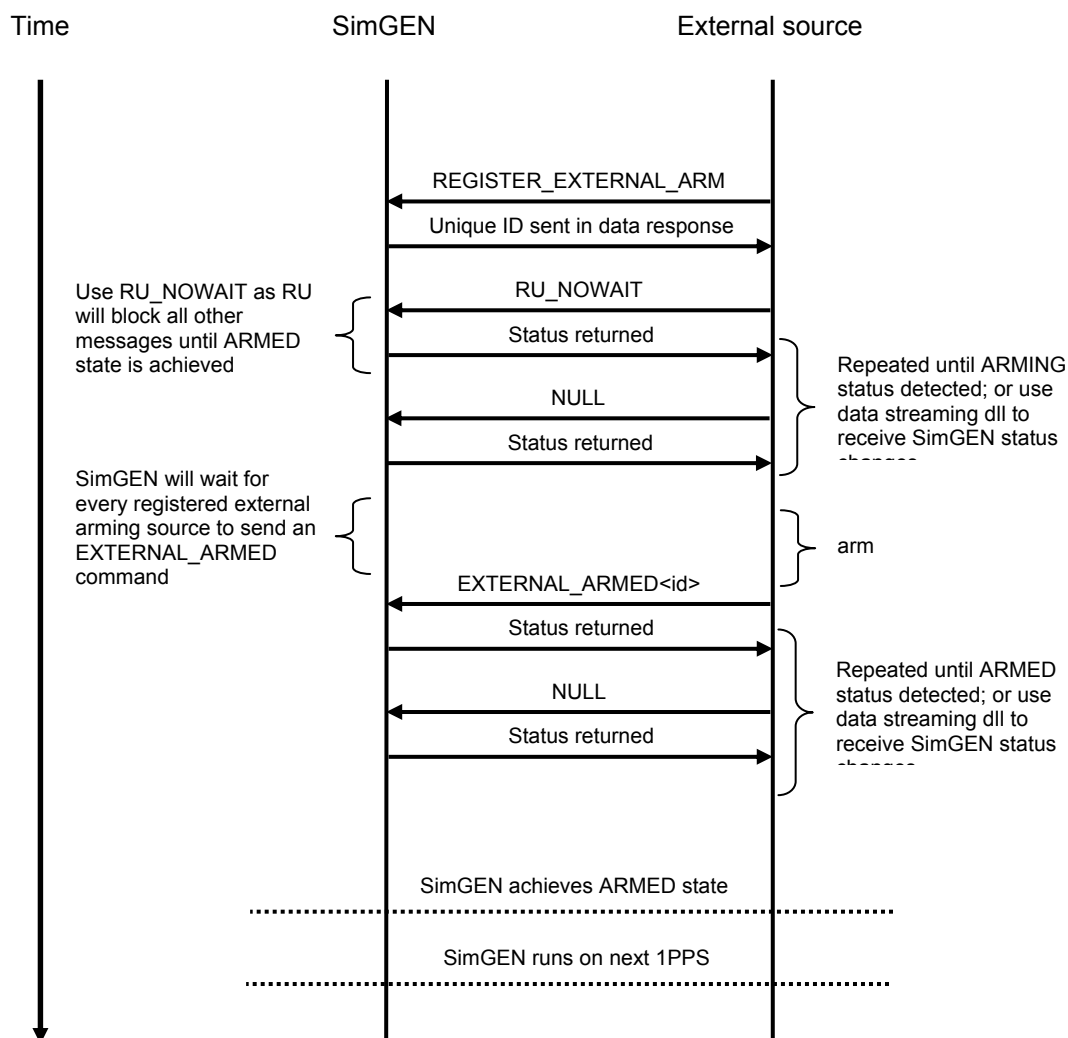 Time
SimGEN
External source
REGISTER_EXTERNAL_ARM
Unique ID sent in data response
Use RU_NOWAIT as RU
will block all other
messages until ARMED
state is achieved
RU_NOWAIT
Status returned
Repeated until ARMING
status detected; or use
data streaming dll to
receive SimGEN status
NULL
Status returned
SimGEN will wait for
every registered external
arming source to send an
EXTERNAL_ARMED
command
arm
EXTERNAL_ARMED<id>
Status returned
Repeated until ARMED
status detected; or use
data streaming dll to
receive SimGEN status
NULL
Status returned
SimGEN achieves ARMED state
SimGEN runs on next 1PPS